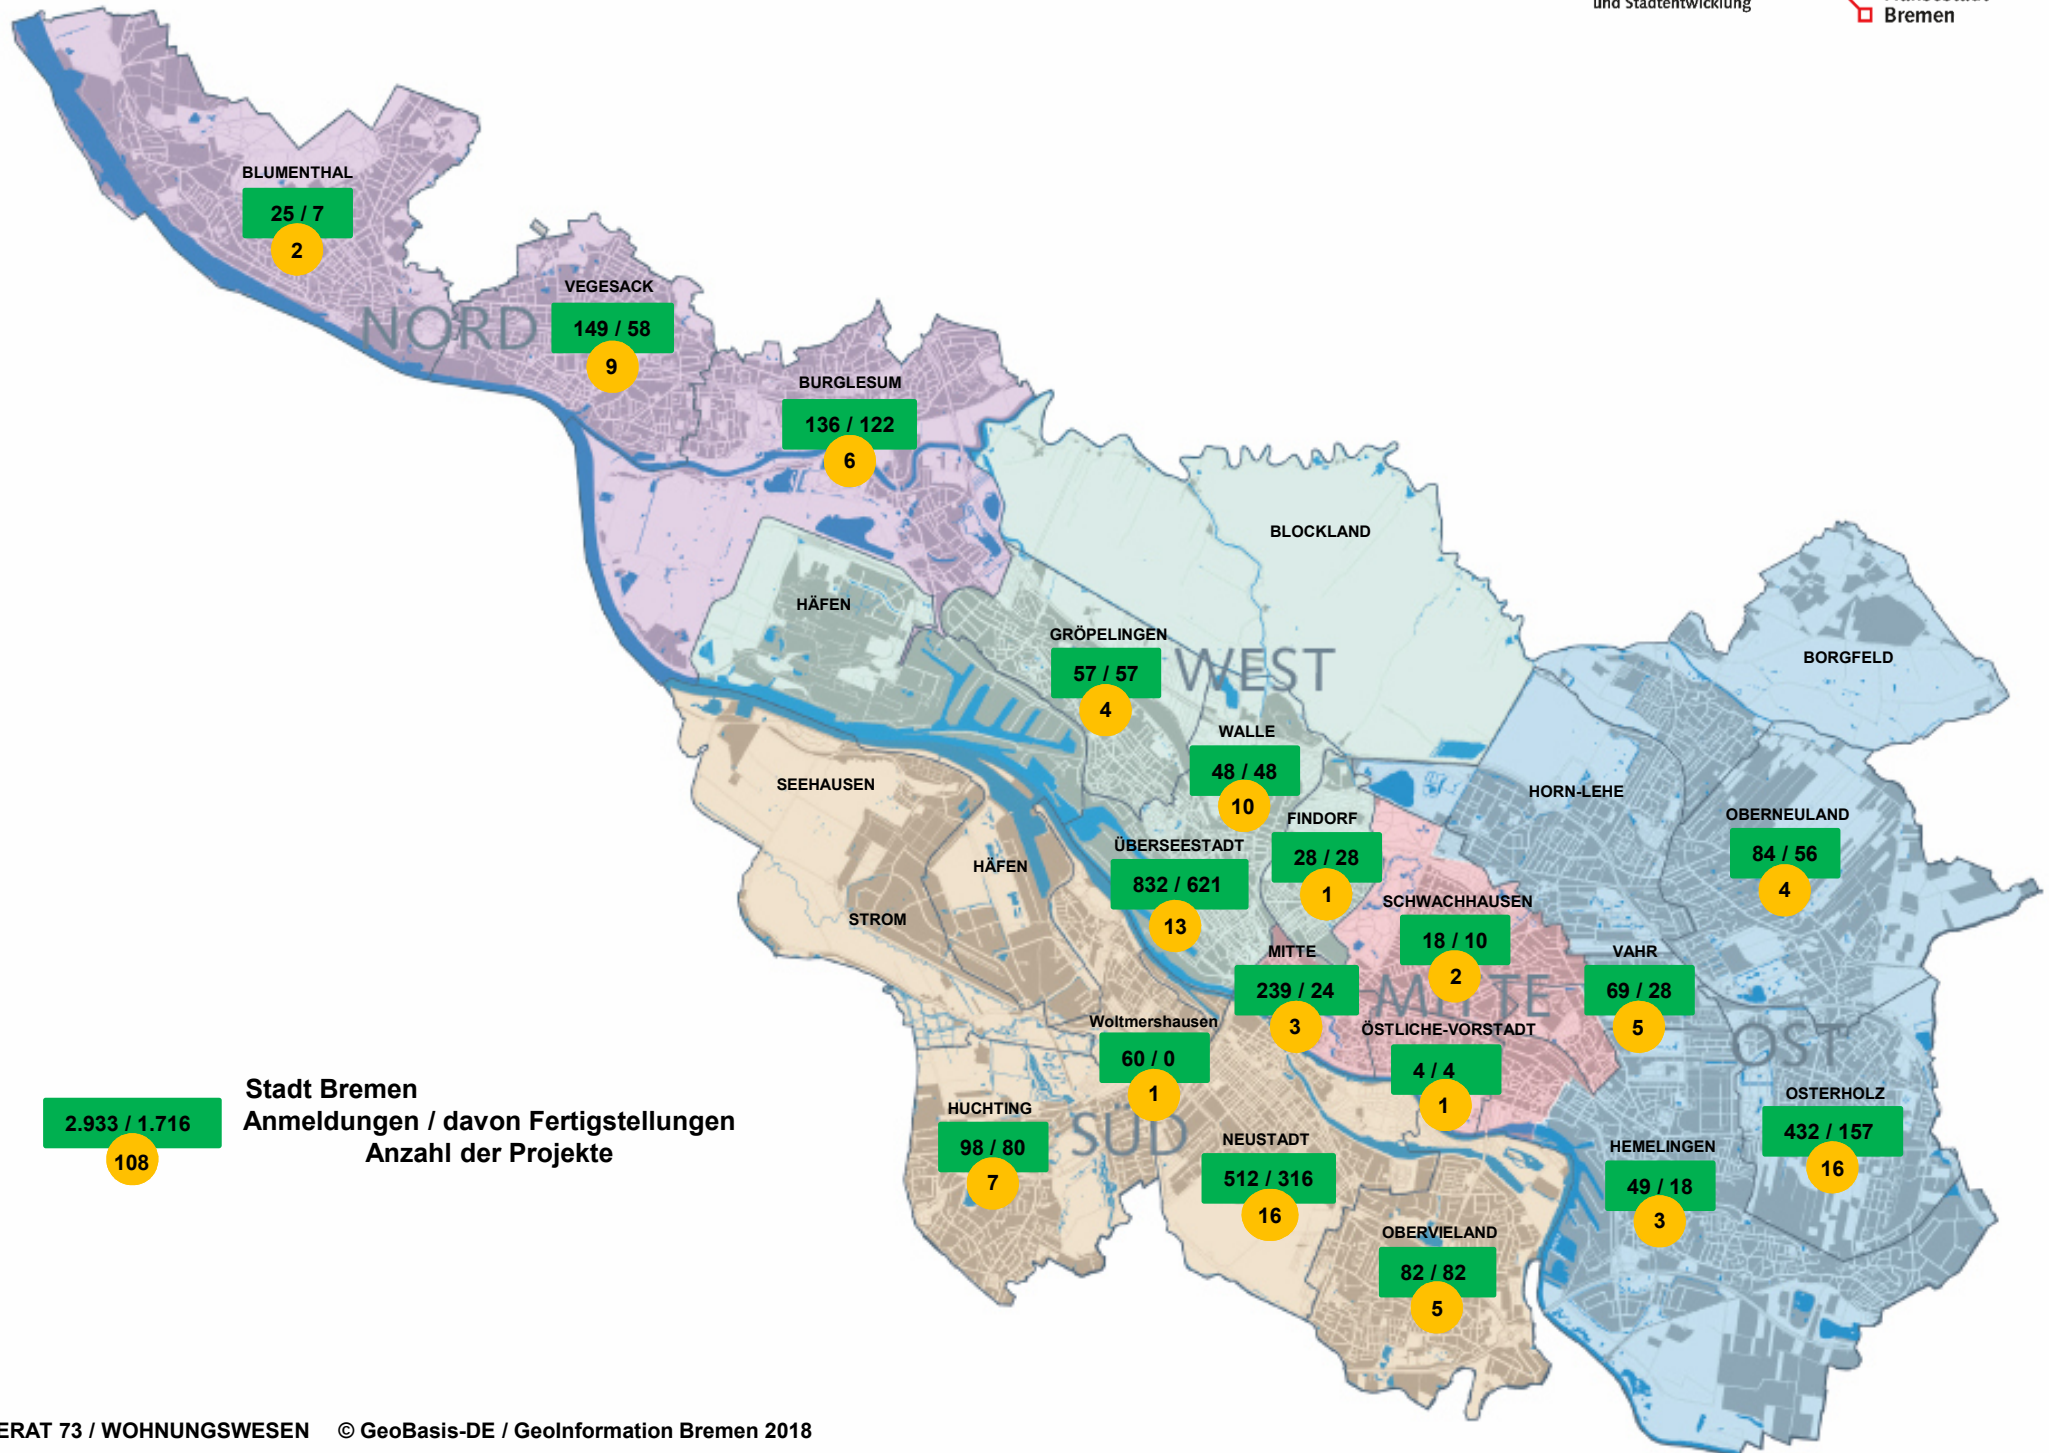 und Stadtentwicklung
Bremen
BLUMENTHAL
25 / 7
2
VEGESACK
149 / 58
9
NORD
BURGLESUM
136 / 122
6
BLOCKLAND
HÄFEN
GRÖPELINGEN
57 / 57
4
WEST
BORGFELD
WALLE
48 / 48
10
SEEHAUSEN
HORN-LEHE
FINDORF
28 / 28
1
OBERNEULAND
84 / 56
4
ÜBERSEESTADT
832 / 621
13
HÄFEN
STROM
SCHWACHHAUSEN
18 / 10
2
MITTE
239 / 24
3
MITTE
VAHR
69 / 28
5
Woltmershausen
60 / 0
1
ÖSTLICHE-VORSTADT
4 / 4
1
OST
Stadt Bremen
2.933 / 1.716
Anmeldungen / davon Fertigstellungen
108
Anzahl der Projekte
HUCHTING
98 / 80
7
SÜD
NEUSTADT
512 / 316
16
OSTERHOLZ
432 / 157
16
HEMELINGEN
49 / 18
3
OBERVIELAND
82 / 82
5
ERAT 73 / WOHNUNGSWESEN © GeoBasis-DE / GeoInformation Bremen 2018